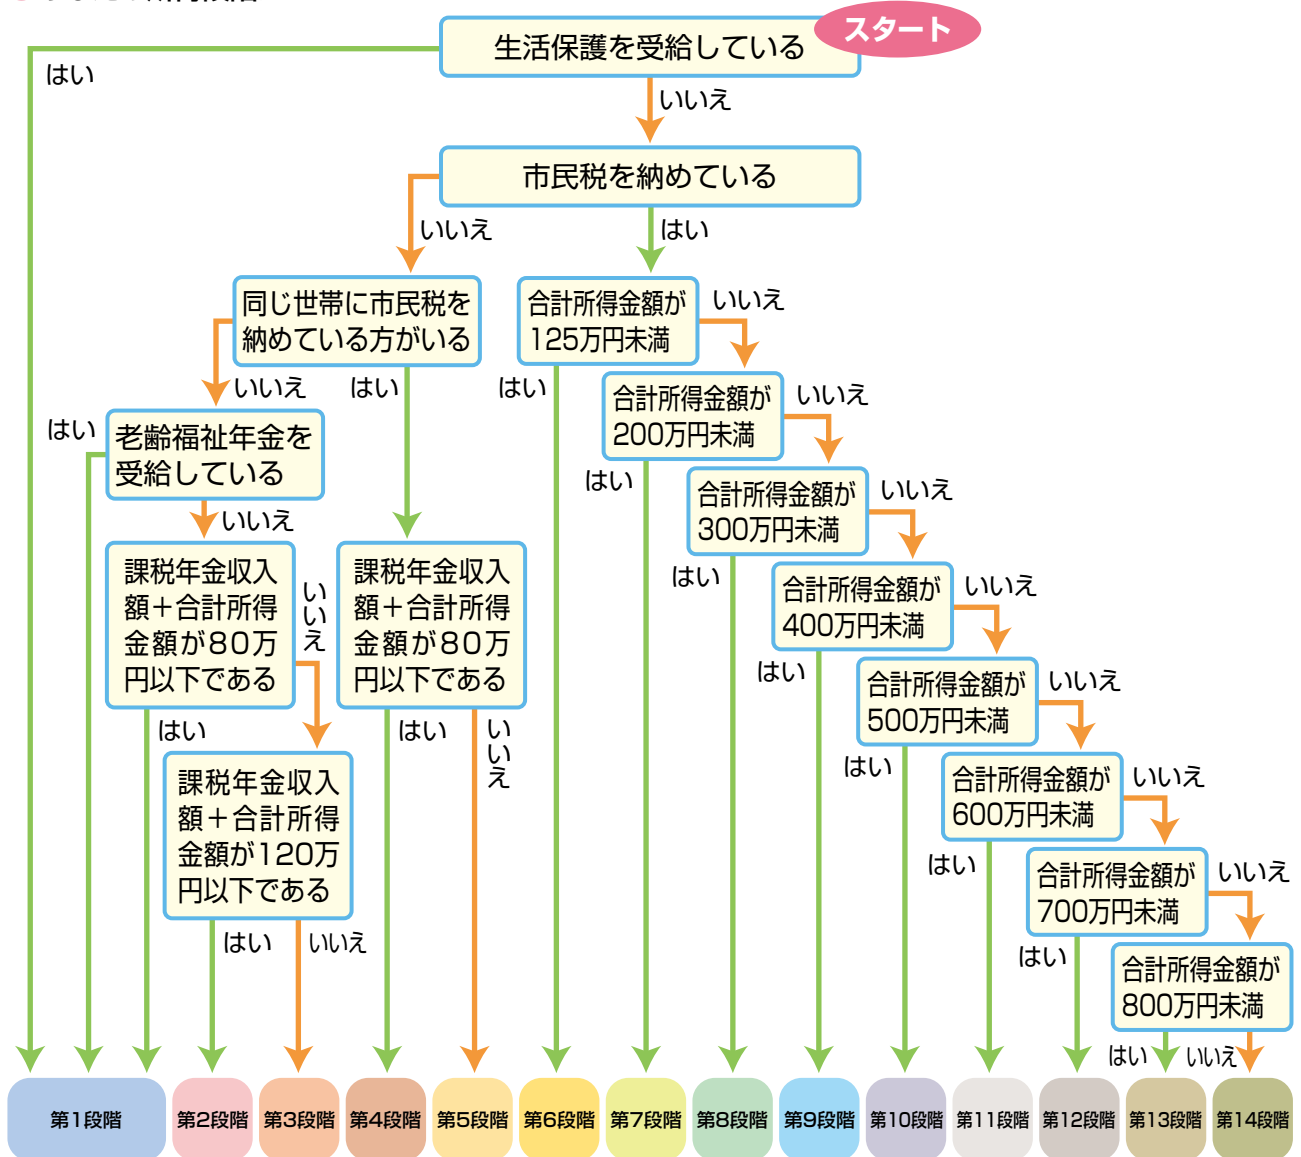 スタート
生活保護を受給している
はい
いいえ
市民税を納めている
いいえ
はい
同じ世帯に市民税を
納めている方がいる
合計所得金額が
125万円未満
いいえ
いいえ
はい
はい
合計所得金額が
200万円未満
いいえ
はい
老齢福祉年金を
受給している
はい
合計所得金額が
300万円未満
いいえ
いいえ
課税年金収入
額＋合計所得
金額が80万
円以下である
いいえ
課税年金収入
額＋合計所得
金額が80万
円以下である
はい
合計所得金額が
400万円未満
いいえ
はい
合計所得金額が
500万円未満
いいえ
はい
はい
いいえ
はい
合計所得金額が
600万円未満
いいえ
課税年金収入
額＋合計所得
金額が120万
円以下である
はい
合計所得金額が
700万円未満
いいえ
はい
いいえ
はい
合計所得金額が
800万円未満
はい
いいえ
第1段階
第2段階
第3段階
第4段階
第5段階
第6段階
第7段階
第8段階
第9段階
第10段階
第11段階
第12段階
第13段階
第14段階